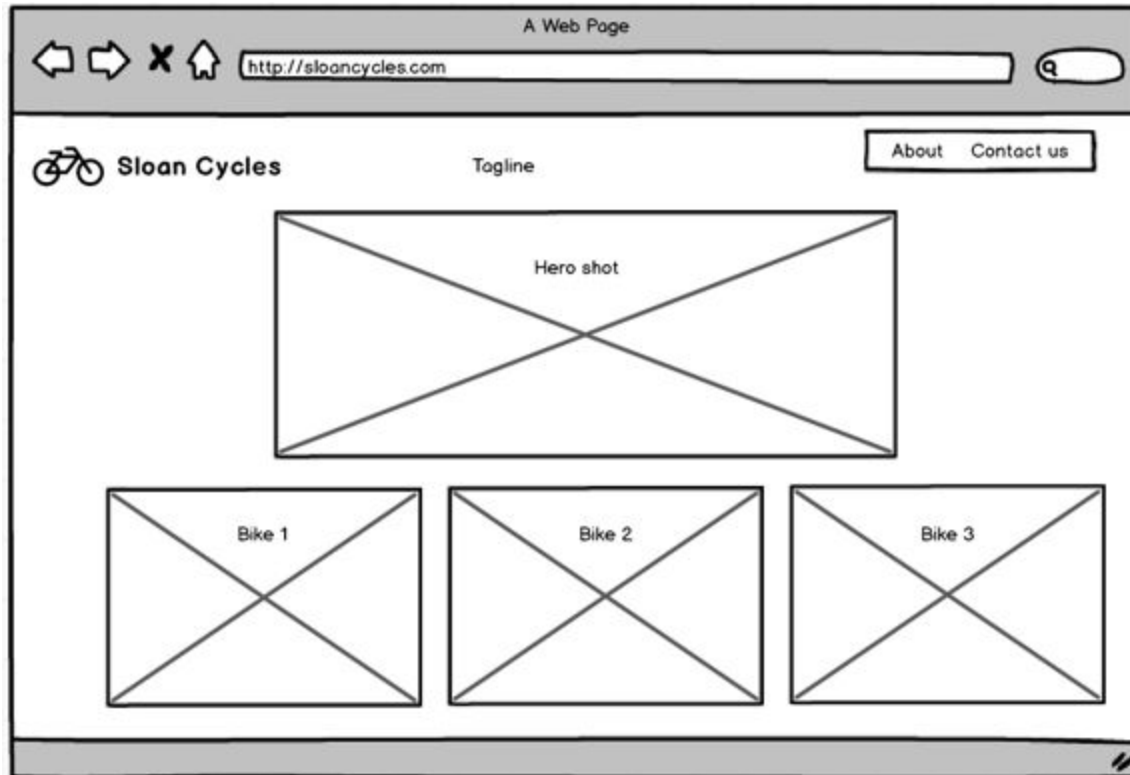 A Web Page
http://sloancycles.com
Sloan Cycles
Tagline
About Contact us
Hero shot
Bike 1
Bike 2
Bike 3